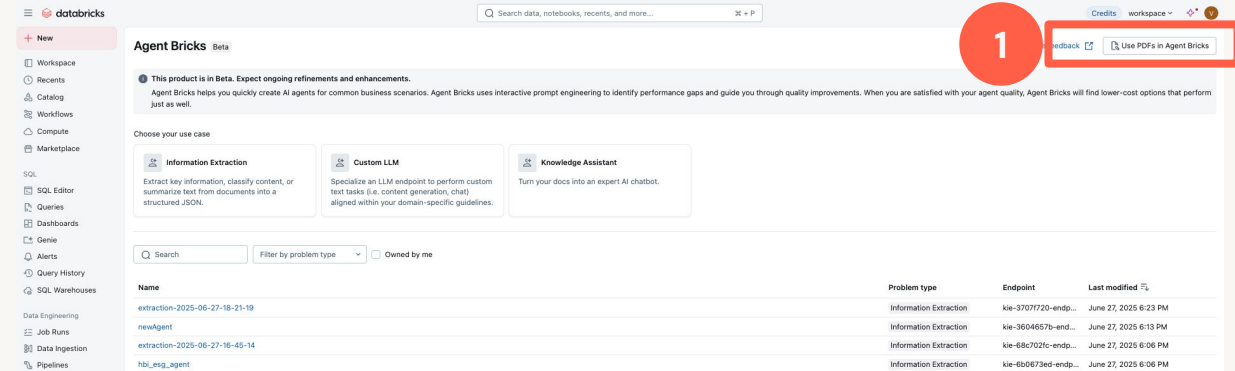 databricks
Search data, notebooks, recents, and more...
⌘ + P
Credits
workspace
V
New
Workspace
Recents
Catalog
Workflows
Compute
Marketplace
SQL
SQL Editor
Queries
Dashboards
Genie
Alerts
Query History
SQL Warehouses
Data Engineering
Job Runs
Data Ingestion
Pipelines
Agent Bricks Beta
1
feedback
Use PDFs in Agent Bricks
This product is in Beta. Expect ongoing refinements and enhancements.
Agent Bricks helps you quickly create AI agents for common business scenarios. Agent Bricks uses interactive prompt engineering to identify performance gaps and guide you through quality improvements. When you are satisfied with your agent quality, Agent Bricks will find lower-cost options that perform
just as well.
Choose your use case
Information Extraction
Extract key information, classify content, or
summarize text from documents into a
structured JSON.
Custom LLM
Specialize an LLM endpoint to perform custom
text tasks (i.e. content generation, chat)
aligned within your domain-specific guidelines.
Knowledge Assistant
Turn your docs into an expert AI chatbot.
Search
Filter by problem type
Owned by me
Name Problem type Endpoint Last modified
extraction-2025-06-27-18-21-19 Information Extraction kie-3707f720-endp... June 27, 2025 6:23 PM
newAgent Information Extraction kie-3604657b-end... June 27, 2025 6:13 PM
extraction-2025-06-27-16-45-14 Information Extraction kie-68c702fc-endp... June 27, 2025 6:06 PM
hbi_esg_agent Information Extraction kie-6b0673ed-endp... June 27, 2025 6:06 PM